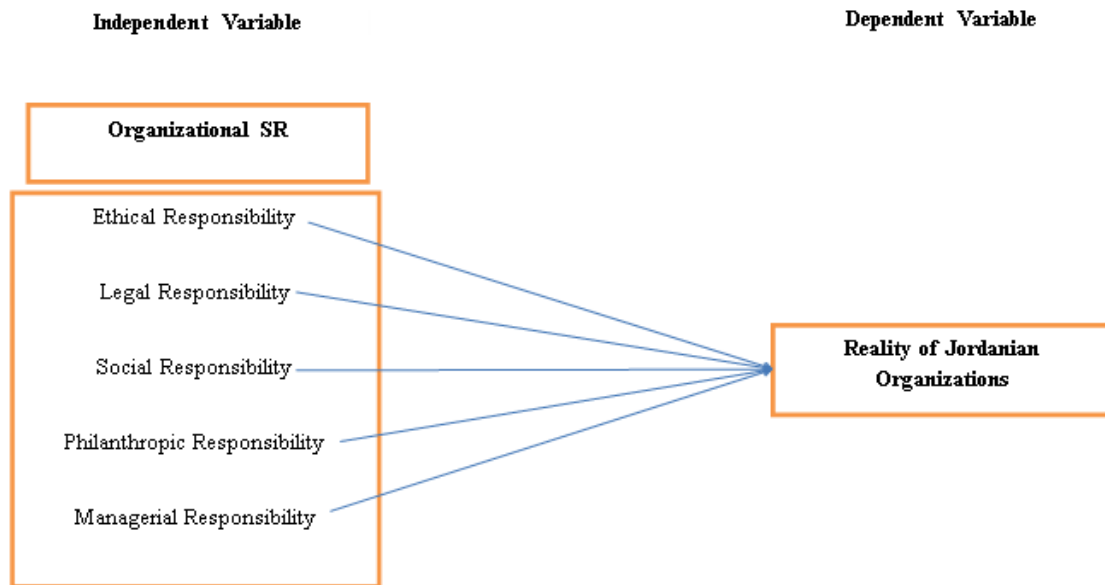 Independent Variable
Dependent Variable
Organizational SR
Ethical Responsibility
Legal Responsibility
Social Responsibility
Philanthropic Responsibility
Managerial Responsibility
Reality of Jordanian
Organizations